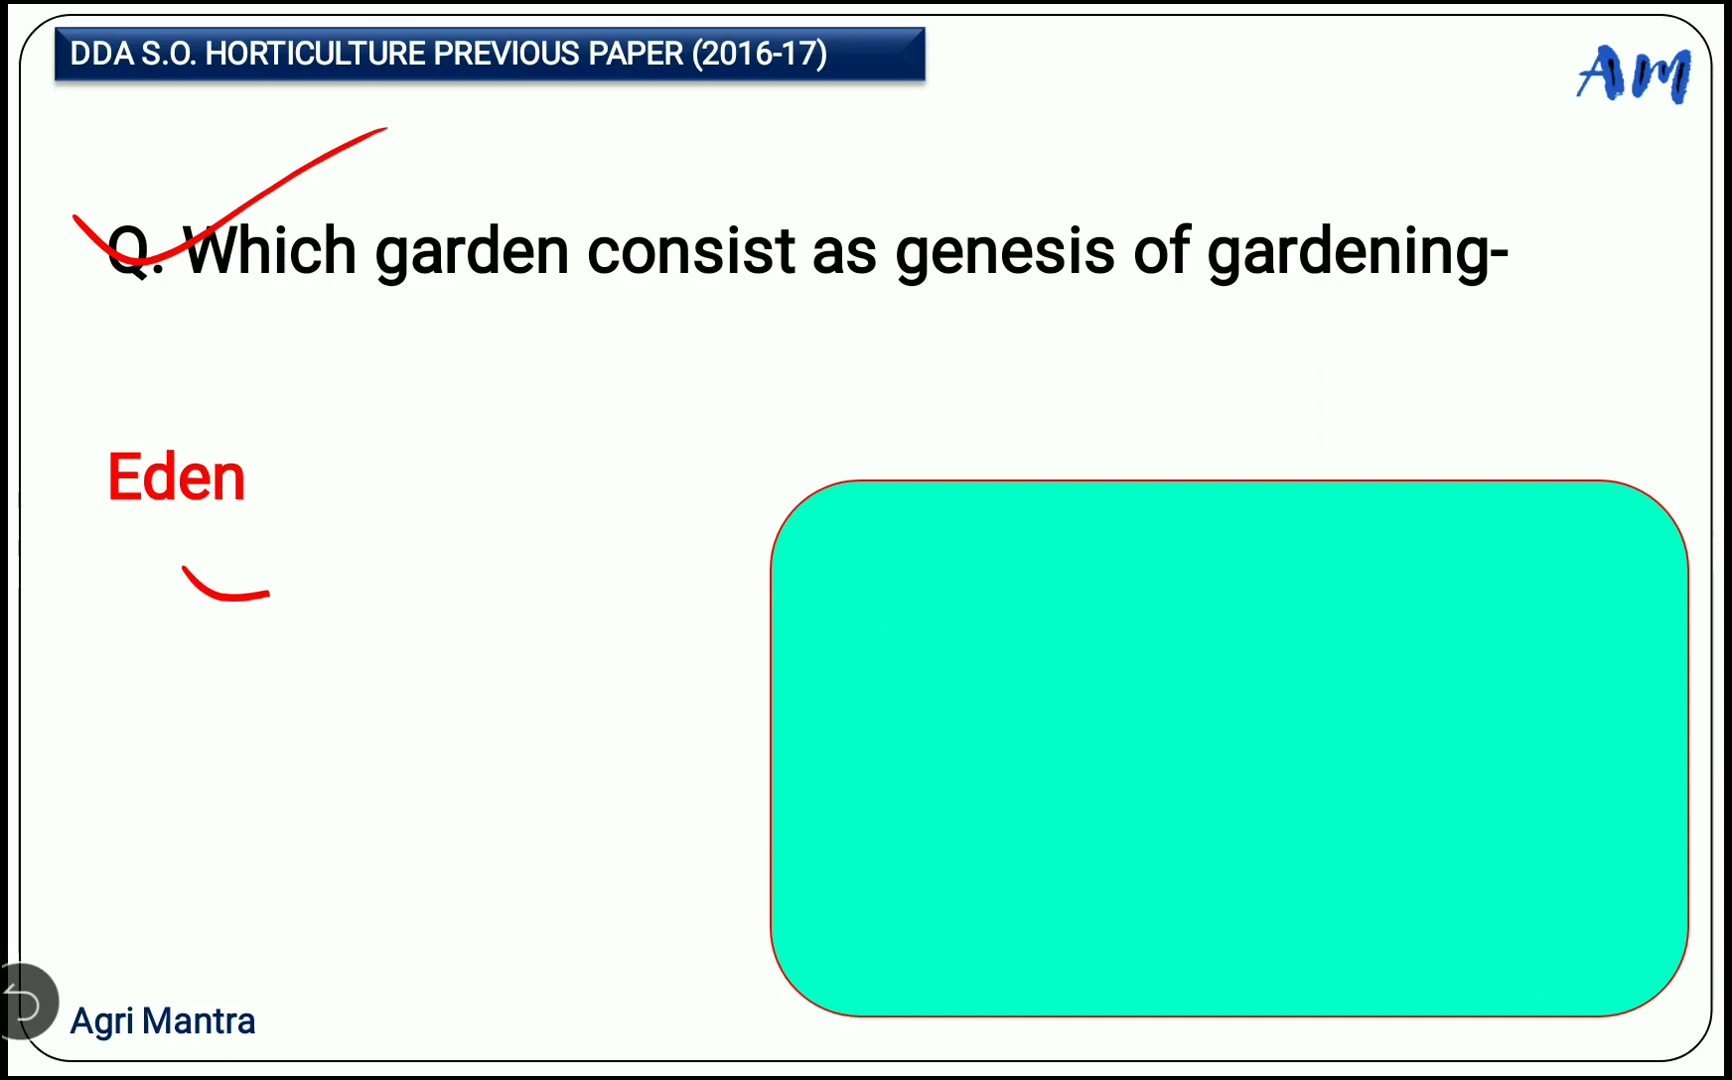 DDA S.O. HORTICULTURE PREVIOUS PAPER (2016-17)
AM
Q. Which garden consist as genesis of gardening-
Eden
Agri Mantra